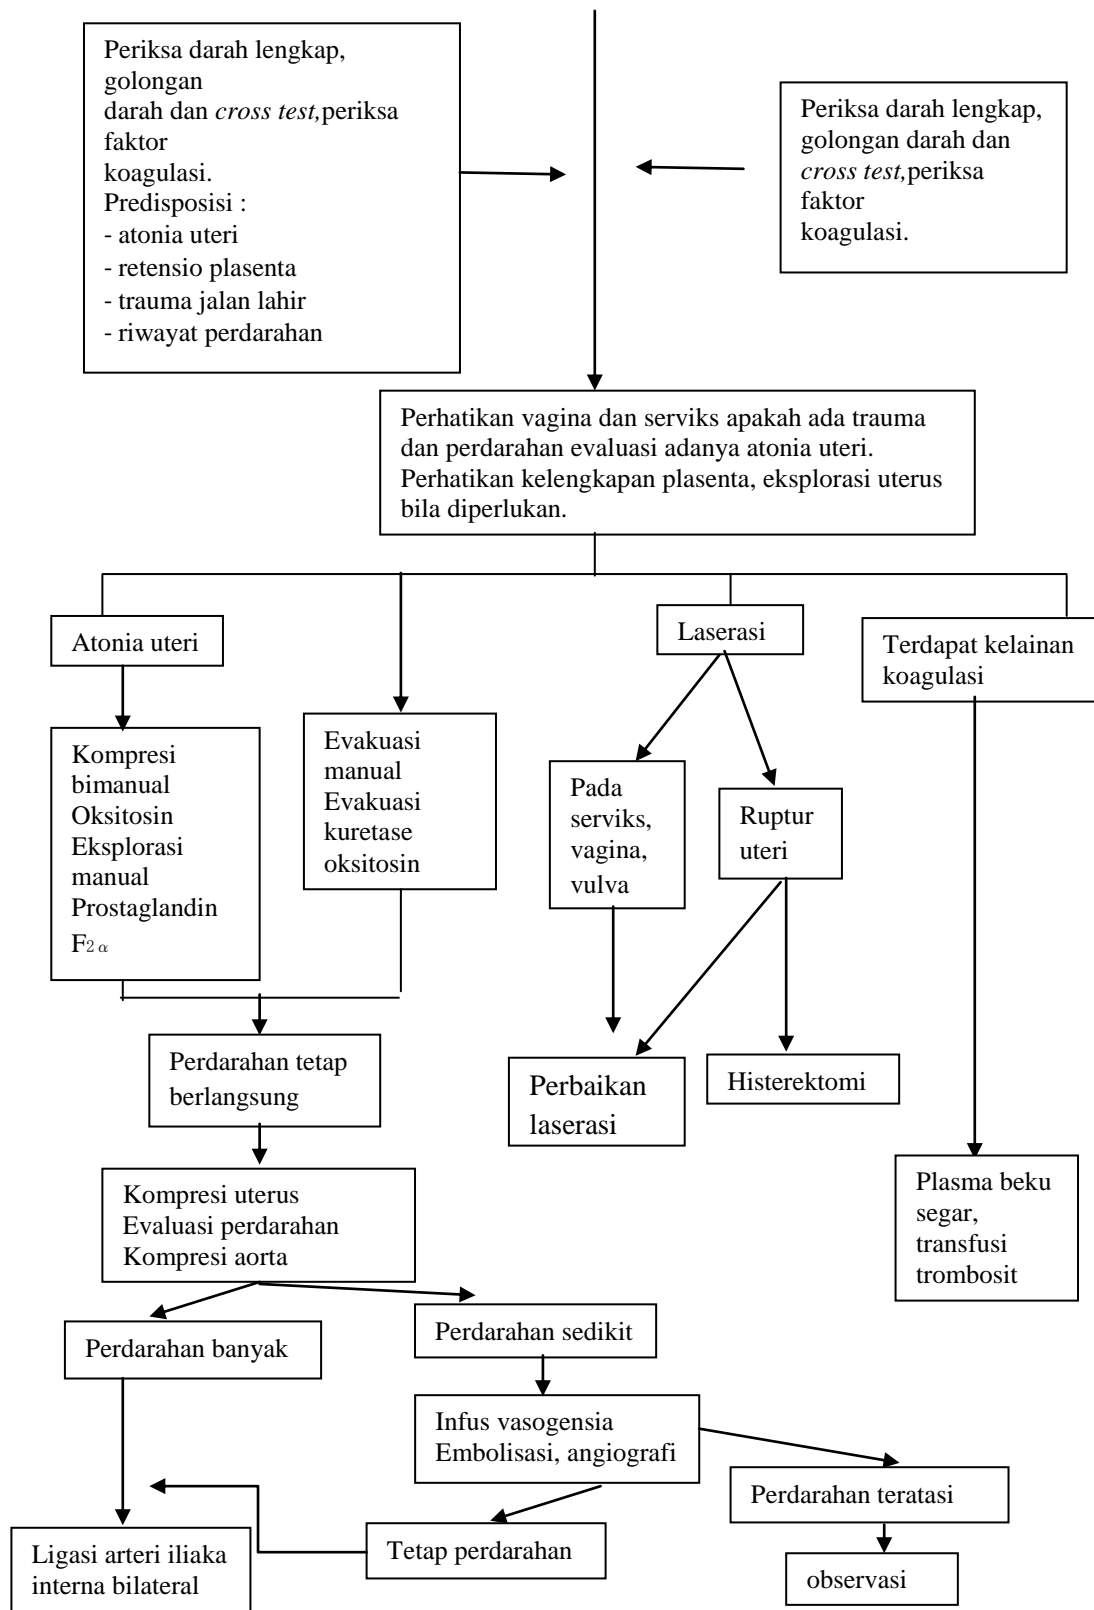 Periksa darah lengkap,
golongan
darah dan cross test,periksa
faktor
koagulasi.
Predisposisi :
- atonia uteri
- retensio plasenta
- trauma jalan lahir
- riwayat perdarahan
Periksa darah lengkap,
golongan darah dan
cross test,periksa
faktor
koagulasi.
Perhatikan vagina dan serviks apakah ada trauma
dan perdarahan evaluasi adanya atonia uteri.
Perhatikan kelengkapan plasenta, eksplorasi uterus
bila diperlukan.
Atonia uteri
Laserasi
Terdapat kelainan
koagulasi
Kompresi
bimanual
Oksitosin
Eksplorasi
manual
Prostaglandin
F2 α
Evakuasi
manual
Evakuasi
kuretase
oksitosin
Pada
serviks,
vagina,
vulva
Ruptur
uteri
Perdarahan tetap
berlangsung
Perbaikan
laserasi
Histerektomi
Kompresi uterus
Evaluasi perdarahan
Kompresi aorta
Plasma beku
segar,
transfusi
trombosit
Perdarahan banyak
Perdarahan sedikit
Infus vasogensia
Embolisasi, angiografi
Perdarahan teratasi
Ligasi arteri iliaka
interna bilateral
Tetap perdarahan
observasi